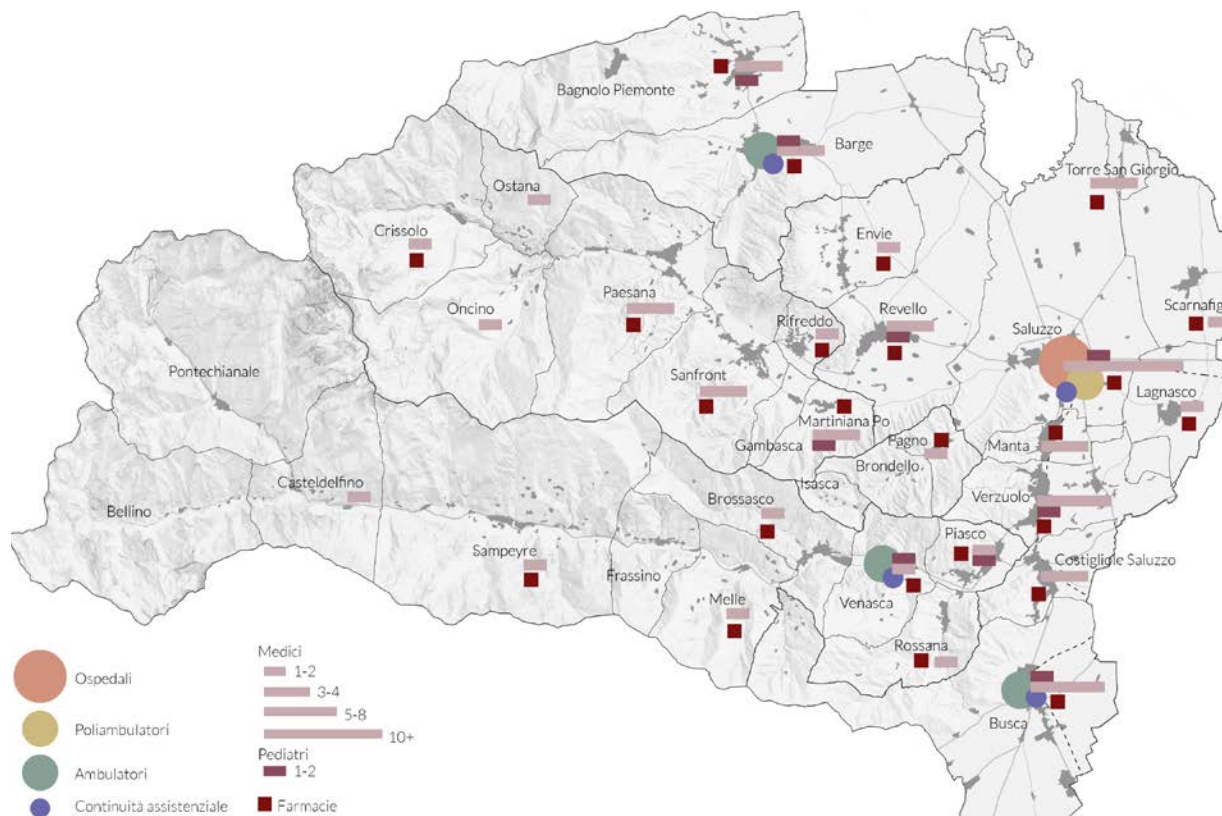 Bagnolo Piemonte
Barge
Torre San Giorgio
Ostana
Crissolo
Envie
Oncino
Paesana
Rifreddo
Revello
Scarnafig
Saluzzo
Pontechianale
Sanfront
Lagnasco
Martiniana Po
Gambasca
Pagno
Manta
Brondello
Casteldelfino
Isasca
Bellino
Brossasco
Verzuolo
Piasco
Sampeyre
Frassino
Costigliole Saluzzo
Melle
Venasca
Rossana
Busca
Ospedali
Poliambulatori
Ambulatori
Continuità assistenziale
Medici
1-2
3-4
5-8
10+
Pediatri
1-2
Farmacie